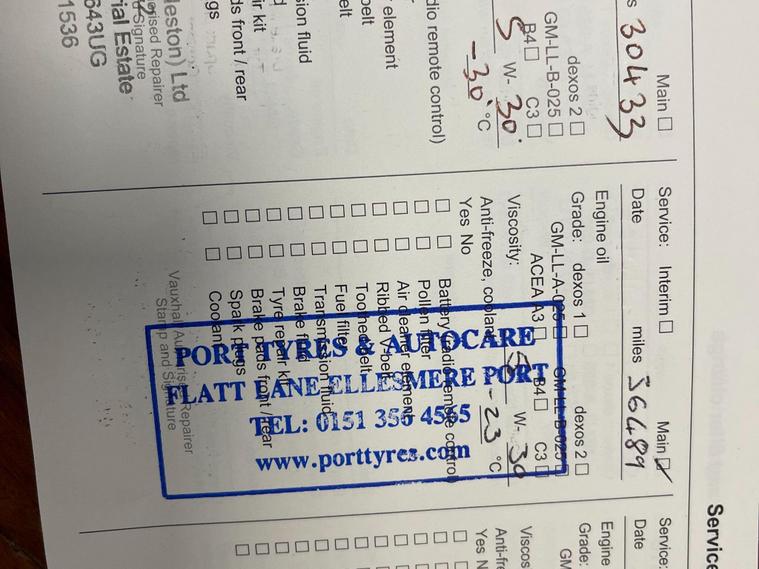 s 30433
Main
dexos 2
GM-LL-B-025
B4 C3
5 W- 30
-30 °C
dio remote control)
element
belt
sion fluid
ir kit
ds front / rear
gs
leston) Ltd
Signature
rised Repairer
ial Estate
643UG
1536
Service: Interim Main
Date miles 36489
Engine oil
Grade: dexos 1 dexos 2
GM-LL-A-025 GM-LL-B-025
ACEA A3 B4 C3
Viscosity: 5 W- 30
Anti-freeze, coolant -23 °C
Yes No
Battery (radio remote control)
Pollen filter
Air cleaner element
Ribbed V-belt
Toothed belt
Fuel filter
Transmission fluid
Brake fluid
Tyre repair kit
Brake pads front / rear
Spark plugs
Coolant
Vauxhall Authorised Repairer
Stamp and Signature
PORT TYRES & AUTOCARE
FLATT LANE ELLESMERE PORT
TEL: 0151 356 4565
www.porttyres.com
Service
Service:
Date
Engine
Grade:
GM
Viscos
Anti-fr
Yes N